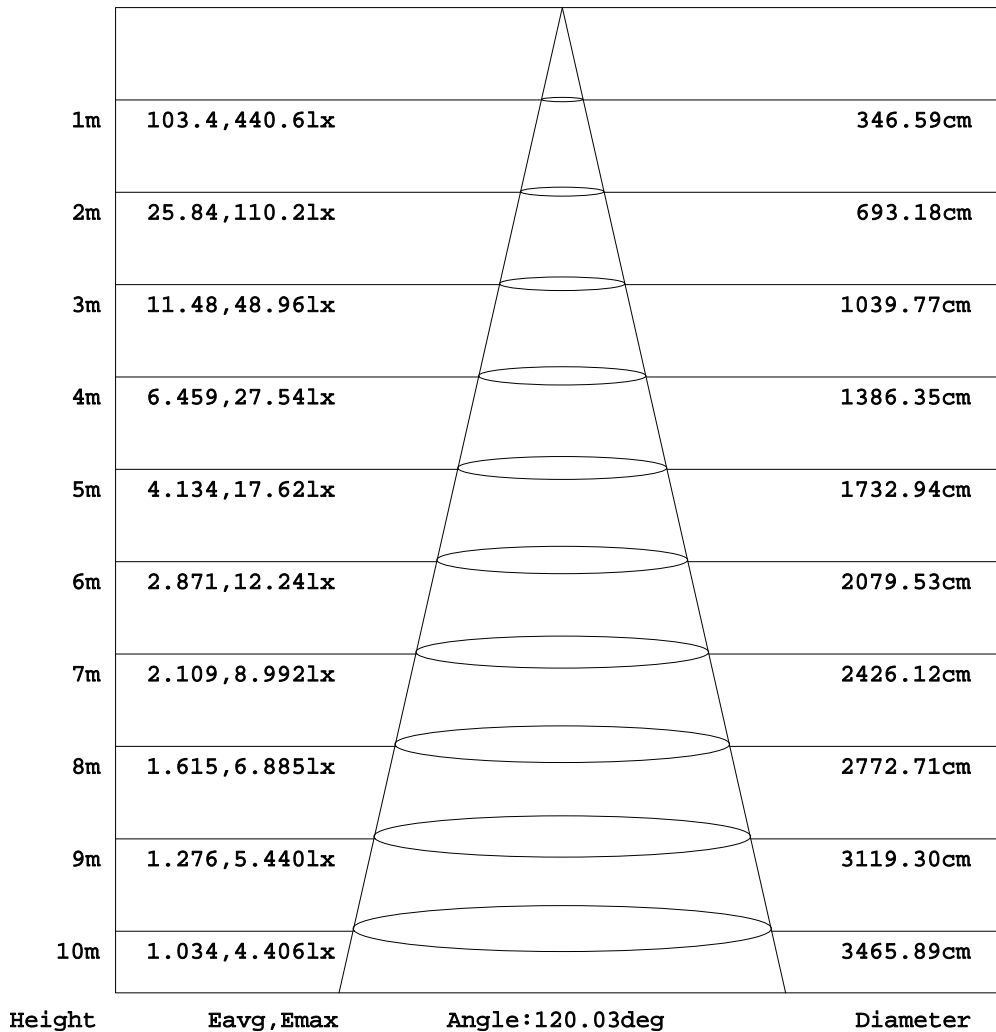 1m 103.4,440.6lx 346.59cm
2m 25.84,110.2lx 693.18cm
3m 11.48,48.96lx 1039.77cm
4m 6.459,27.54lx 1386.35cm
5m 4.134,17.62lx 1732.94cm
6m 2.871,12.24lx 2079.53cm
7m 2.109,8.992lx 2426.12cm
8m 1.615,6.885lx 2772.71cm
9m 1.276,5.440lx 3119.30cm
10m 1.034,4.406lx 3465.89cm
Height Eavg,Emax Angle:120.03deg Diameter